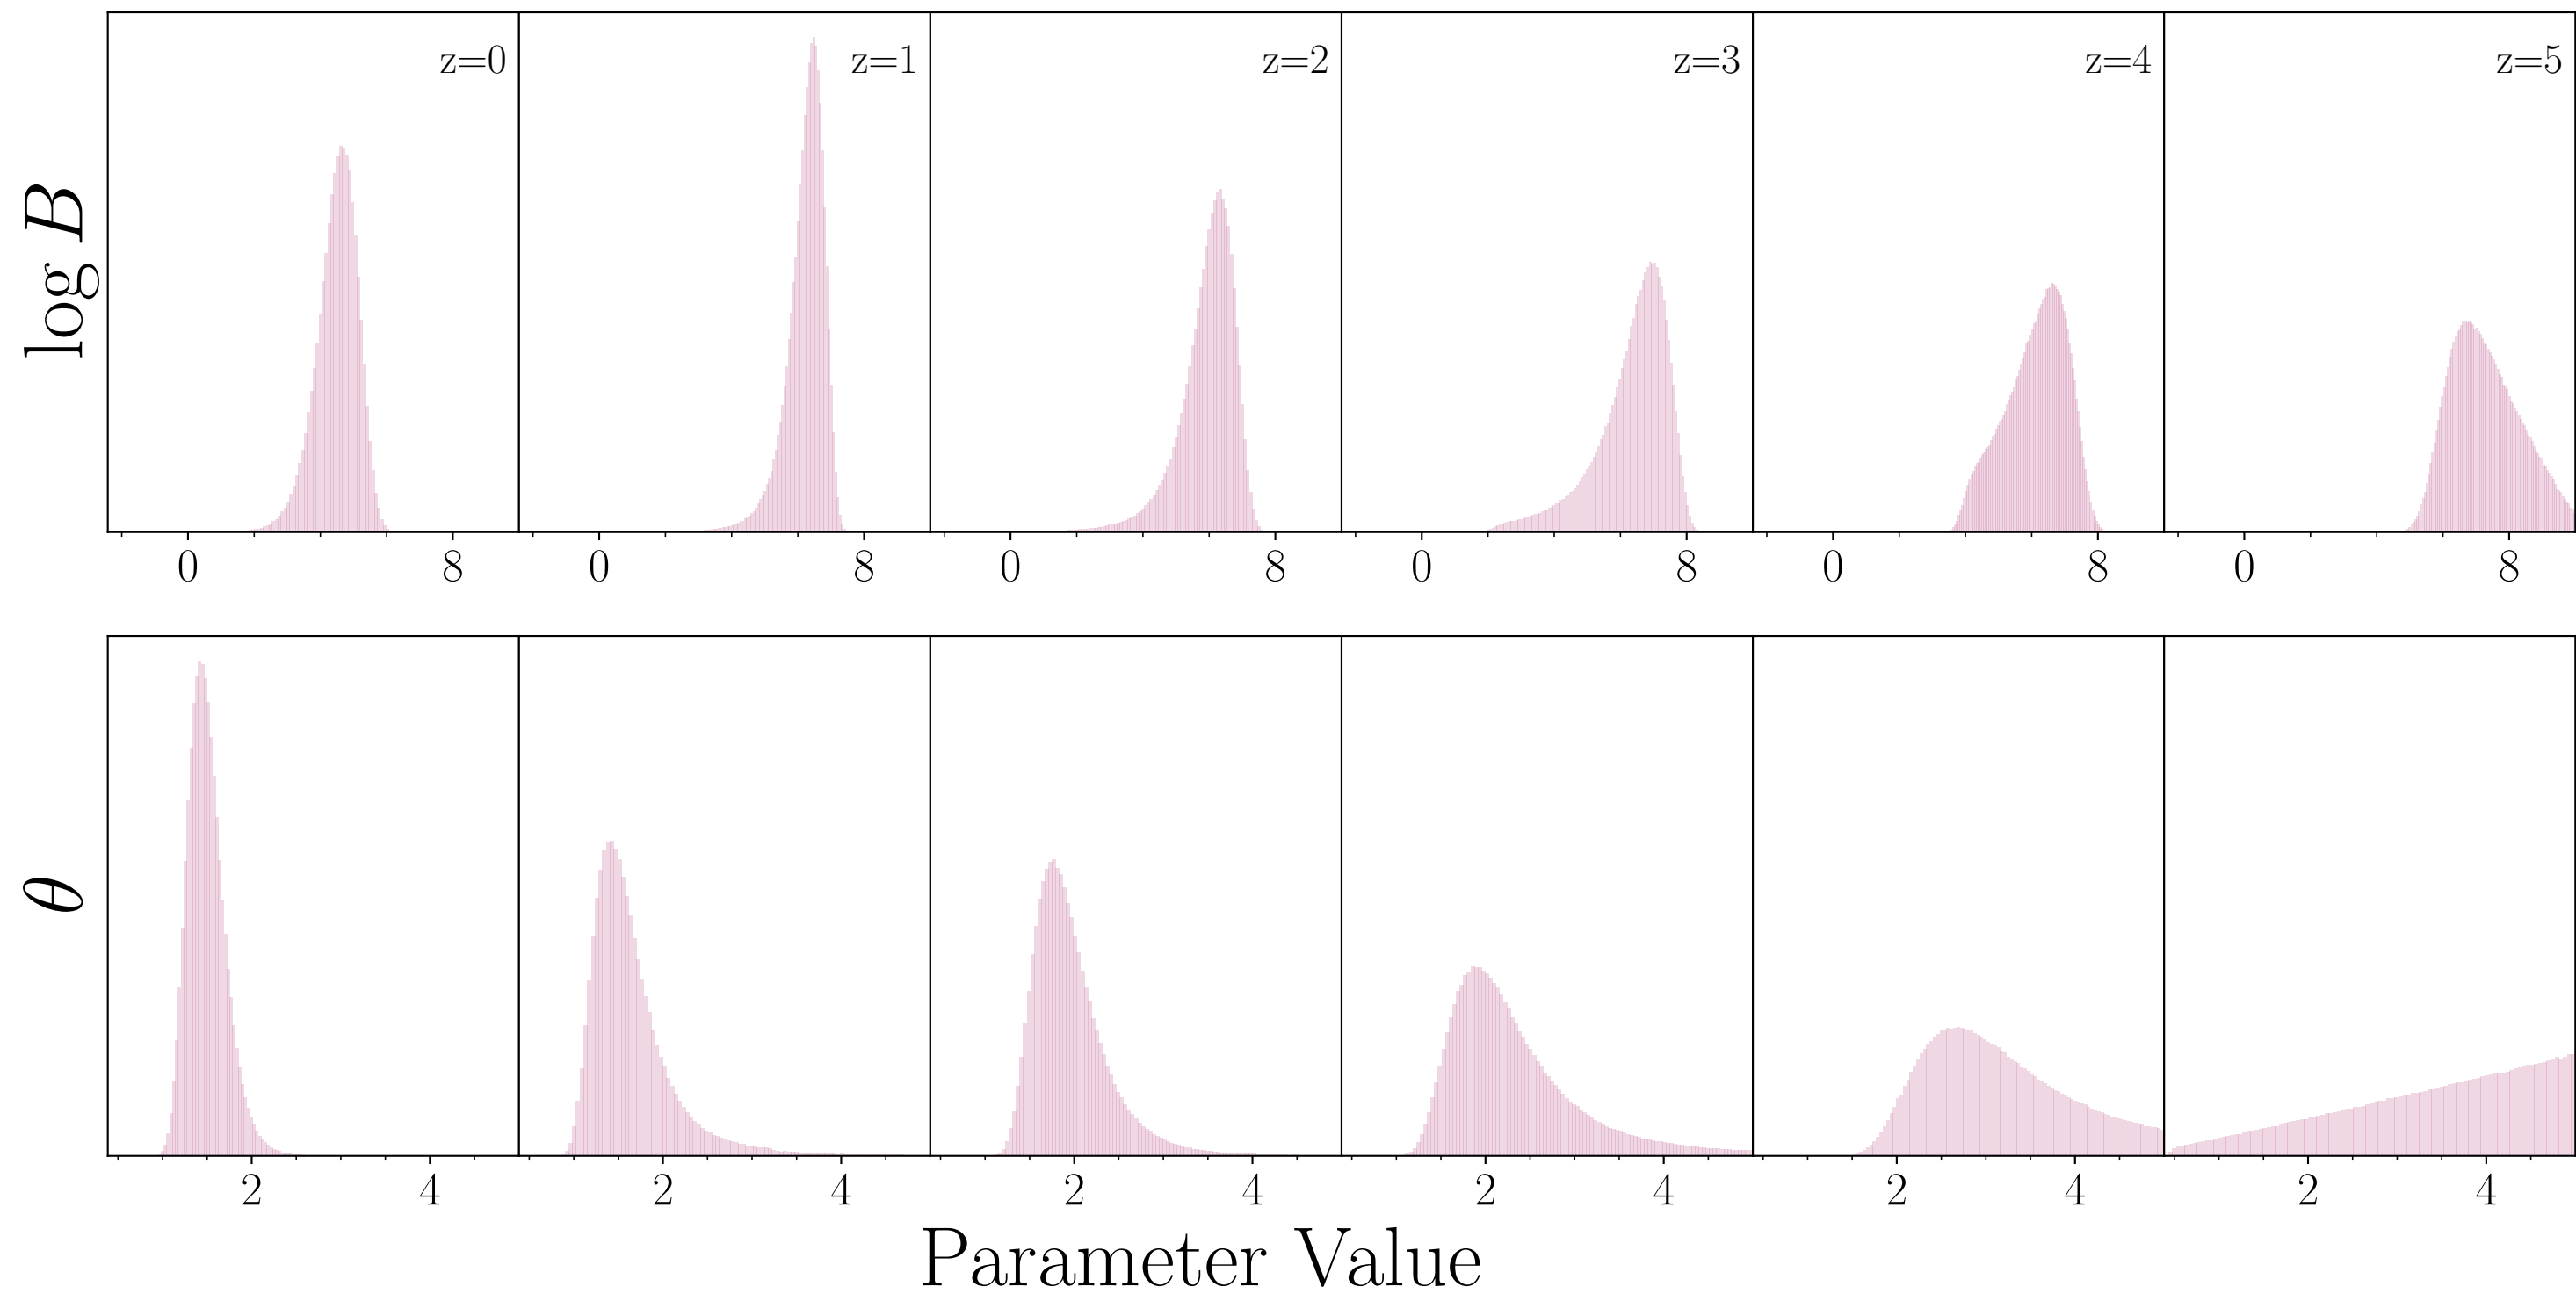 z=0 z=1 z=2 z=3 z=4 z=5
log B
0 8 0 8 0 8 0 8 0 8 0 8
θ
2 4 2 4 2 4 2 4 2 4 2 4
Parameter Value